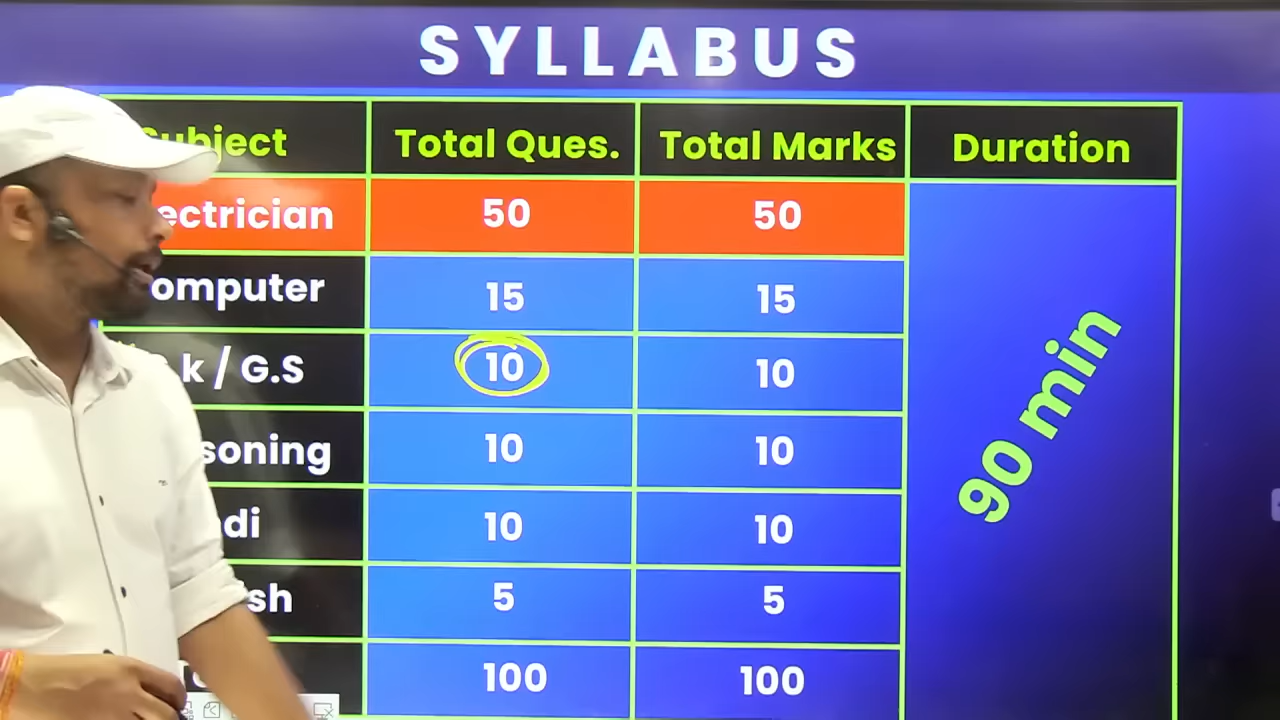 SYLLABUS
Subject Total Ques. Total Marks Duration
ectrician 50 50
omputer 15 15
k / G.S 10 10
soning 10 10
90 min
di 10 10
sh 5 5
100 100